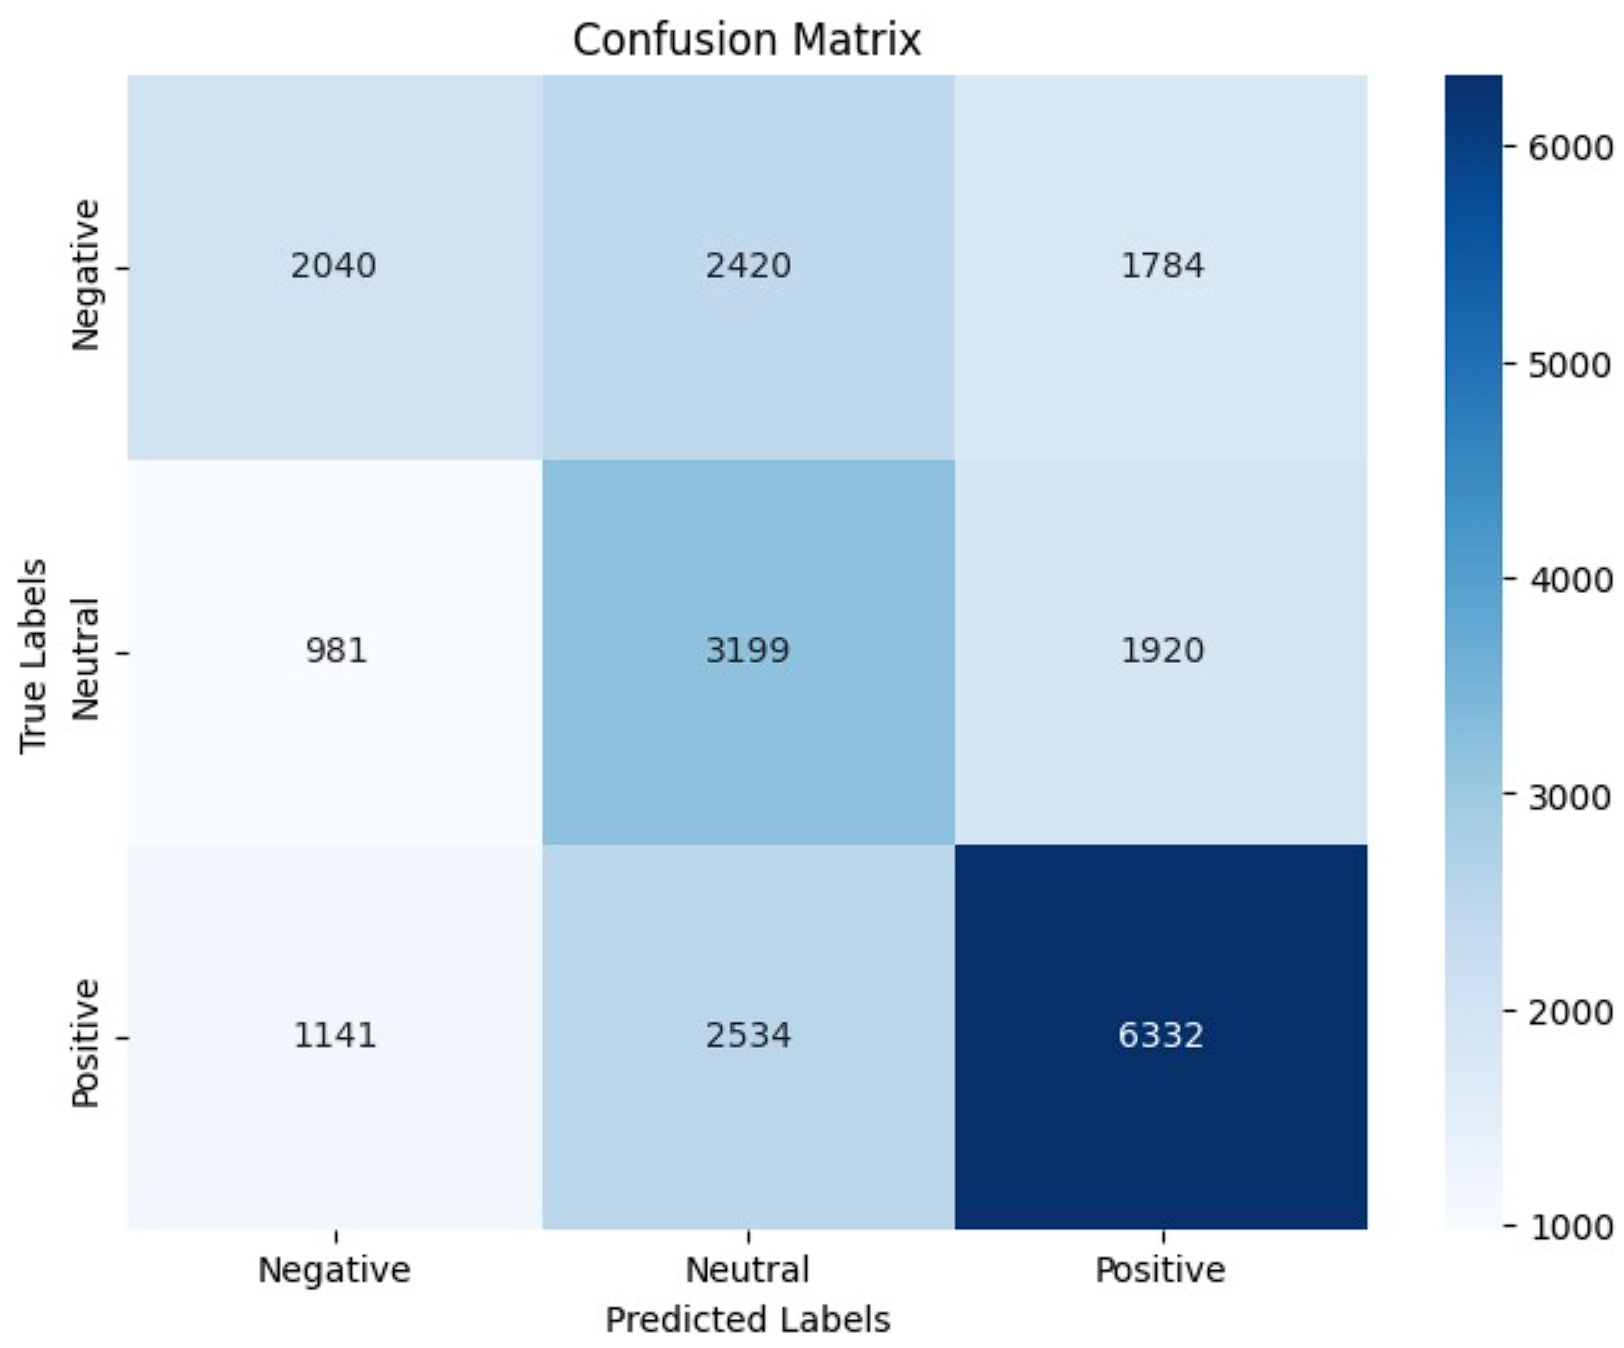 Confusion Matrix
True Labels
Negative
2040 2420 1784
Neutral
981 3199 1920
Positive
1141 2534 6332
Negative Neutral Positive
Predicted Labels
6000
5000
4000
3000
2000
1000